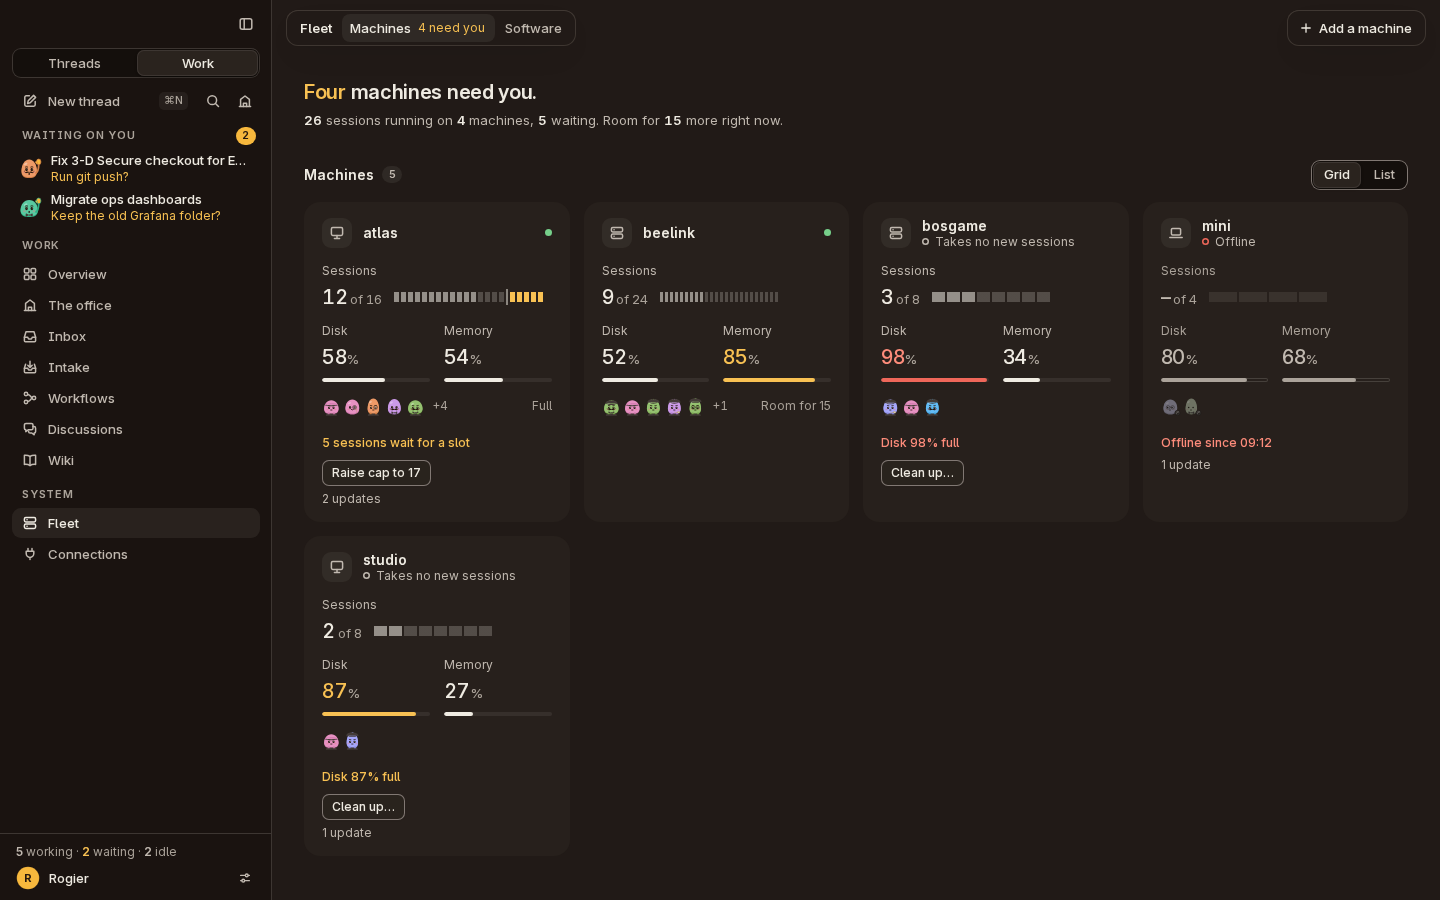 Threads
Work
New thread
⌘N
WAITING ON YOU
2
Fix 3-D Secure checkout for E…
Run git push?
Migrate ops dashboards
Keep the old Grafana folder?
WORK
Overview
The office
Inbox
Intake
Workflows
Discussions
Wiki
SYSTEM
Fleet
Connections
5 working · 2 waiting · 2 idle
R
Rogier
Fleet
Machines 4 need you
Software
+ Add a machine
Four machines need you.
26 sessions running on 4 machines, 5 waiting. Room for 15 more right now.
Machines 5
Grid
List
atlas
Sessions
12 of 16
Disk
Memory
58%
54%
+4
Full
5 sessions wait for a slot
Raise cap to 17
2 updates
beelink
Sessions
9 of 24
Disk
Memory
52%
85%
+1
Room for 15
bosgame
Takes no new sessions
Sessions
3 of 8
Disk
Memory
98%
34%
Disk 98% full
Clean up…
mini
Offline
Sessions
– of 4
Disk
Memory
80%
68%
Offline since 09:12
1 update
studio
Takes no new sessions
Sessions
2 of 8
Disk
Memory
87%
27%
Disk 87% full
Clean up…
1 update